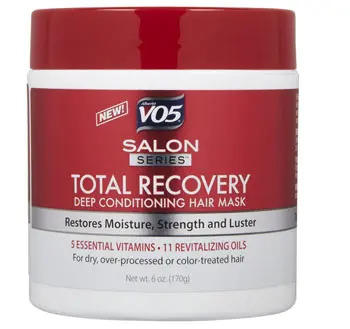 NEW!
Alberto
VO5
SALON
SERIES™
TOTAL RECOVERY
DEEP CONDITIONING HAIR MASK
Restores Moisture, Strength and Luster
5 ESSENTIAL VITAMINS • 11 REVITALIZING OILS
For dry, over-processed or color-treated hair
Net wt. 6 oz. (170g)